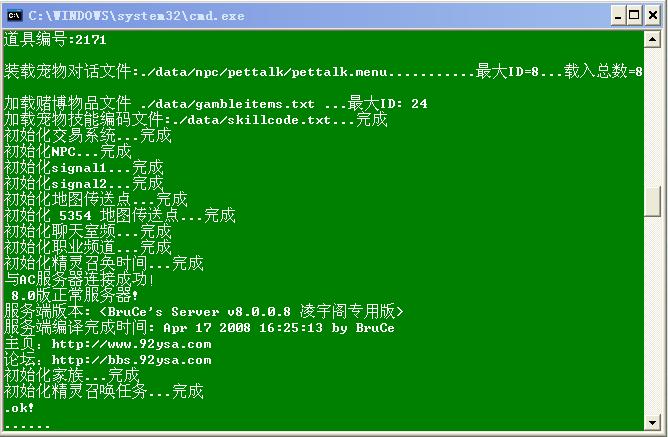 C:\WINDOWS\system32\cmd.exe
道具编号:2171
装载宠物对话文件:./data/npc/pettalk/pettalk.menu...........最大ID=8...载入总数=8
加载赌博物品文件 ./data/gambleitems.txt ...最大ID: 24
加载宠物技能编码文件:./data/skillcode.txt...完成
初始化交易系统...完成
初始化NPC...完成
初始化signal1...完成
初始化signal2...完成
初始化地图传送点...完成
初始化 5354 地图传送点...完成
初始化聊天室频...完成
初始化职业频道...完成
初始化精灵召奂时间...完成
与AC服务器连接成功!
8.0版正常服务器!
服务端版本: <BruCe's Server v8.0.0.8 凌宇阁专用版>
服务端编译完成时间: Apr 17 2008 16:25:13 by BruCe
主页: http://www.92ysa.com
论坛: http://bbs.92ysa.com
初始化家族...完成
初始化精灵召唤任务...完成
.ok!
......